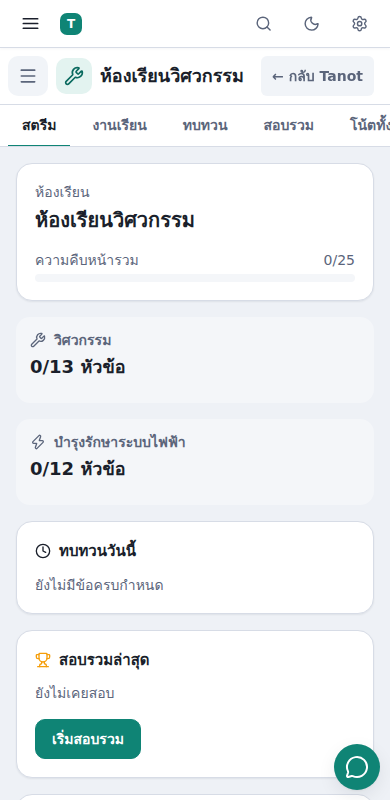 T
ห้องเรียนวิศวกรรม
← กลับ Tanot
สตรีม งานเรียน ทบทวน สอบรวม โน้ตทั้ง
ห้องเรียน
ห้องเรียนวิศวกรรม
ความคืบหน้ารวม 0/25
วิศวกรรม
0/13 หัวข้อ
บำรุงรักษาระบบไฟฟ้า
0/12 หัวข้อ
ทบทวนวันนี้
ยังไม่มีข้อครบกำหนด
สอบรวมล่าสุด
ยังไม่เคยสอบ
เริ่มสอบรวม